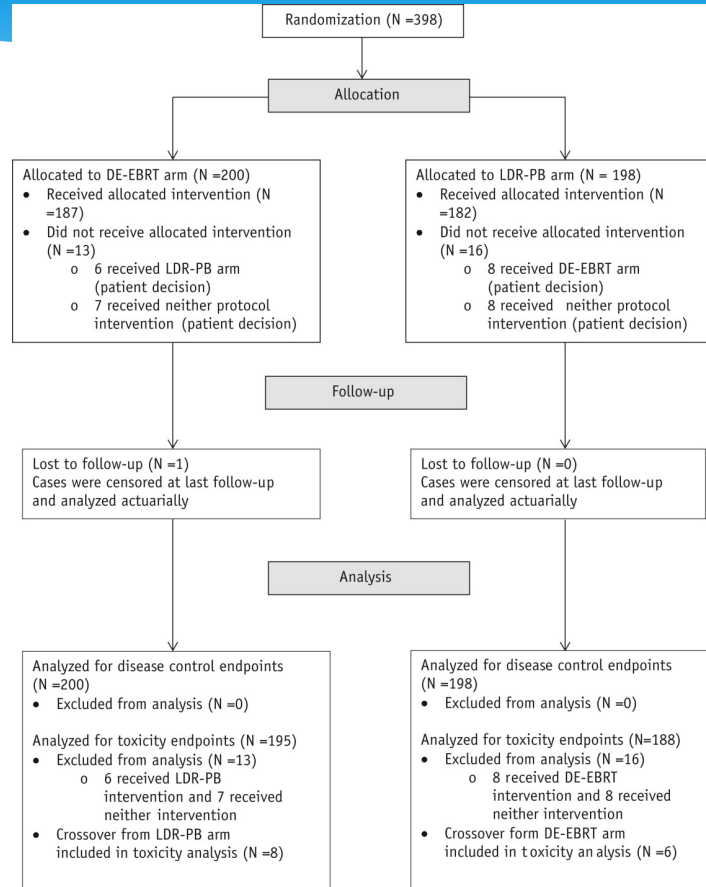 Randomization (N =398)
Allocation
Allocated to DE-EBRT arm (N =200)
• Received allocated intervention (N
=187)
• Did not receive allocated intervention
(N =13)
o 6 received LDR-PB arm
(patient decision)
o 7 received neither protocol
intervention (patient decision)
Allocated to LDR-PB arm (N = 198)
• Received allocated intervention (N
=182)
• Did not receive allocated intervention
(N =16)
o 8 received DE-EBRT arm
(patient decision)
o 8 received neither protocol
intervention (patient decision)
Follow-up
Lost to follow-up (N =1)
Cases were censored at last follow-up
and analyzed actuarially
Lost to follow-up (N =0)
Cases were censored at last follow-up
and analyzed actuarially
Analysis
Analyzed for disease control endpoints
(N =200)
• Excluded from analysis (N =0)
Analyzed for toxicity endpoints (N =195)
• Excluded from analysis (N =13)
o 6 received LDR-PB
intervention and 7 received
neither intervention
• Crossover from LDR-PB arm
included in toxicity analysis (N =8)
Analyzed for disease control endpoints
(N =198)
• Excluded from analysis (N =0)
Analyzed for toxicity endpoints (N=188)
• Excluded from analysis (N =16)
o 8 received DE-EBRT
intervention and 8 received
neither intervention
• Crossover form DE-EBRT arm
included in t oxicity an alysis (N =6)